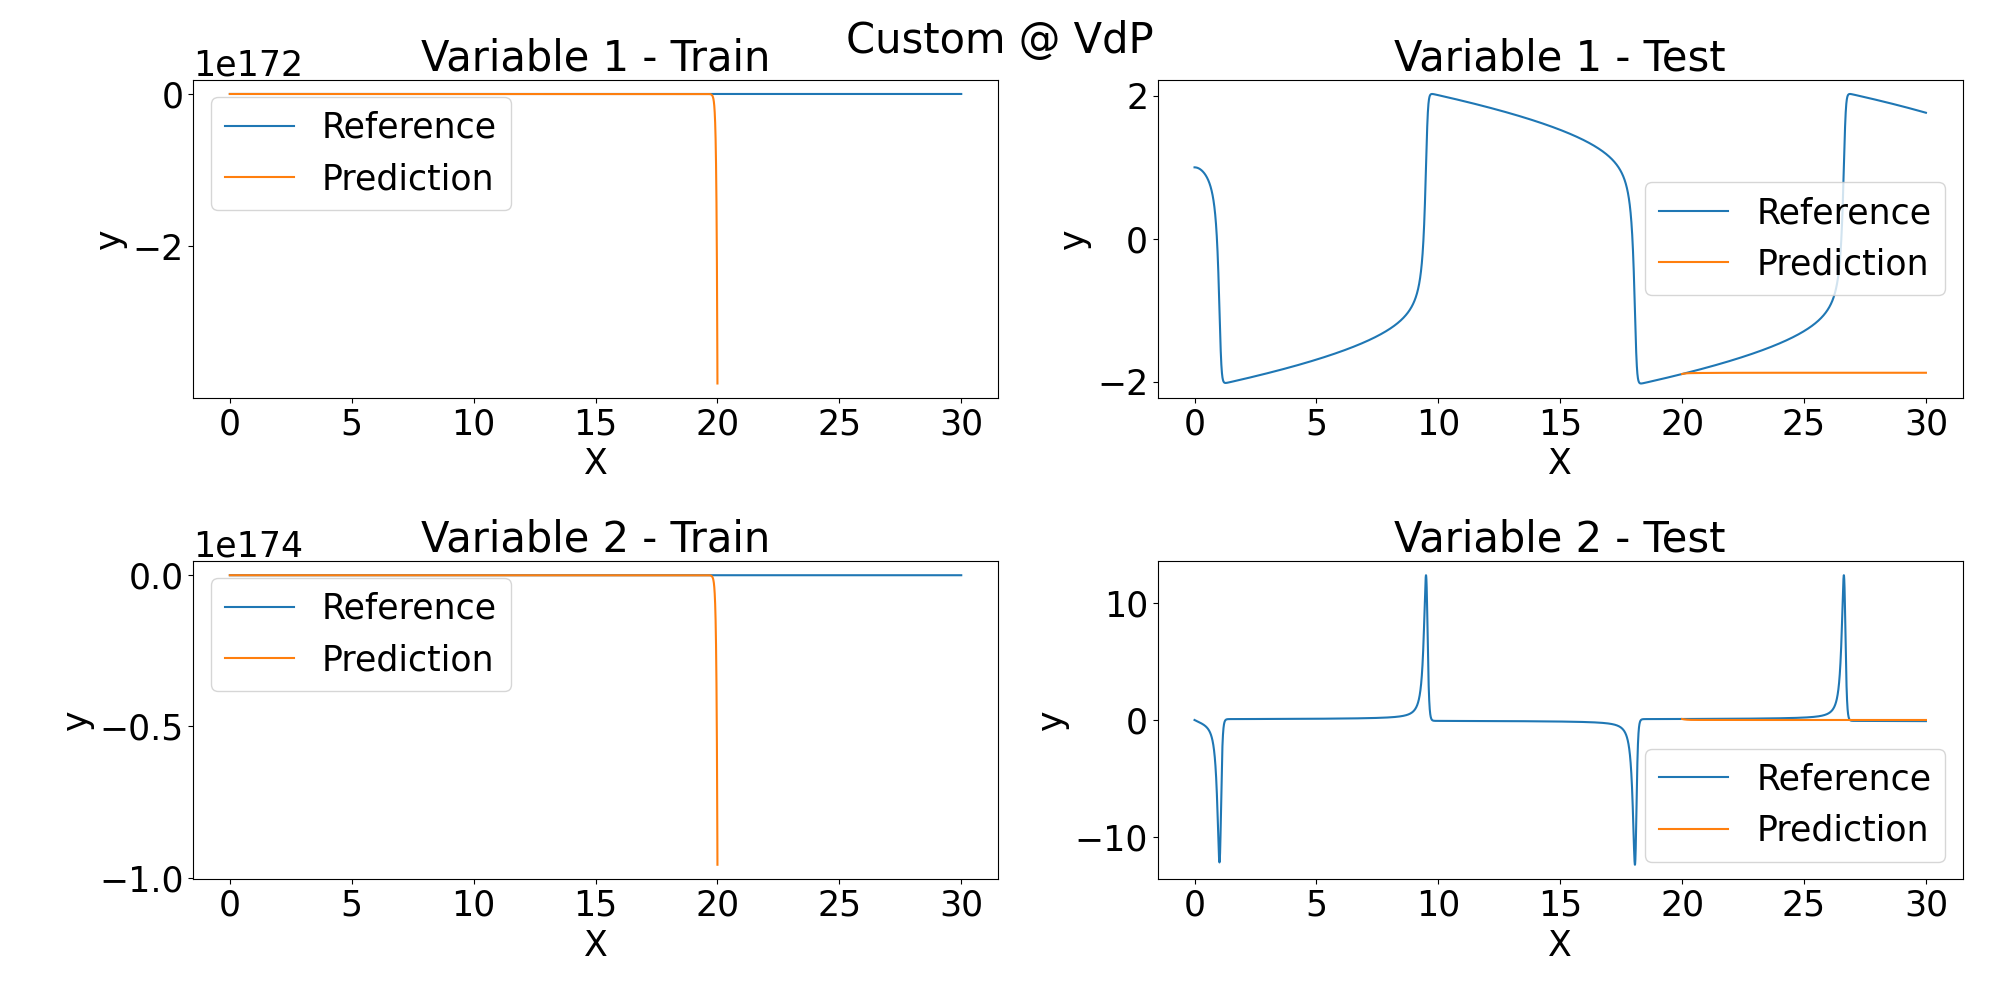 Custom @ VdP
Variable 1 - Train
1e172
0
−2
y
Reference
Prediction
0 5 10 15 20 25 30
X
Variable 1 - Test
2
0
−2
y
Reference
Prediction
0 5 10 15 20 25 30
X
Variable 2 - Train
1e174
0.0
−0.5
−1.0
y
Reference
Prediction
0 5 10 15 20 25 30
X
Variable 2 - Test
10
0
−10
y
Reference
Prediction
0 5 10 15 20 25 30
X